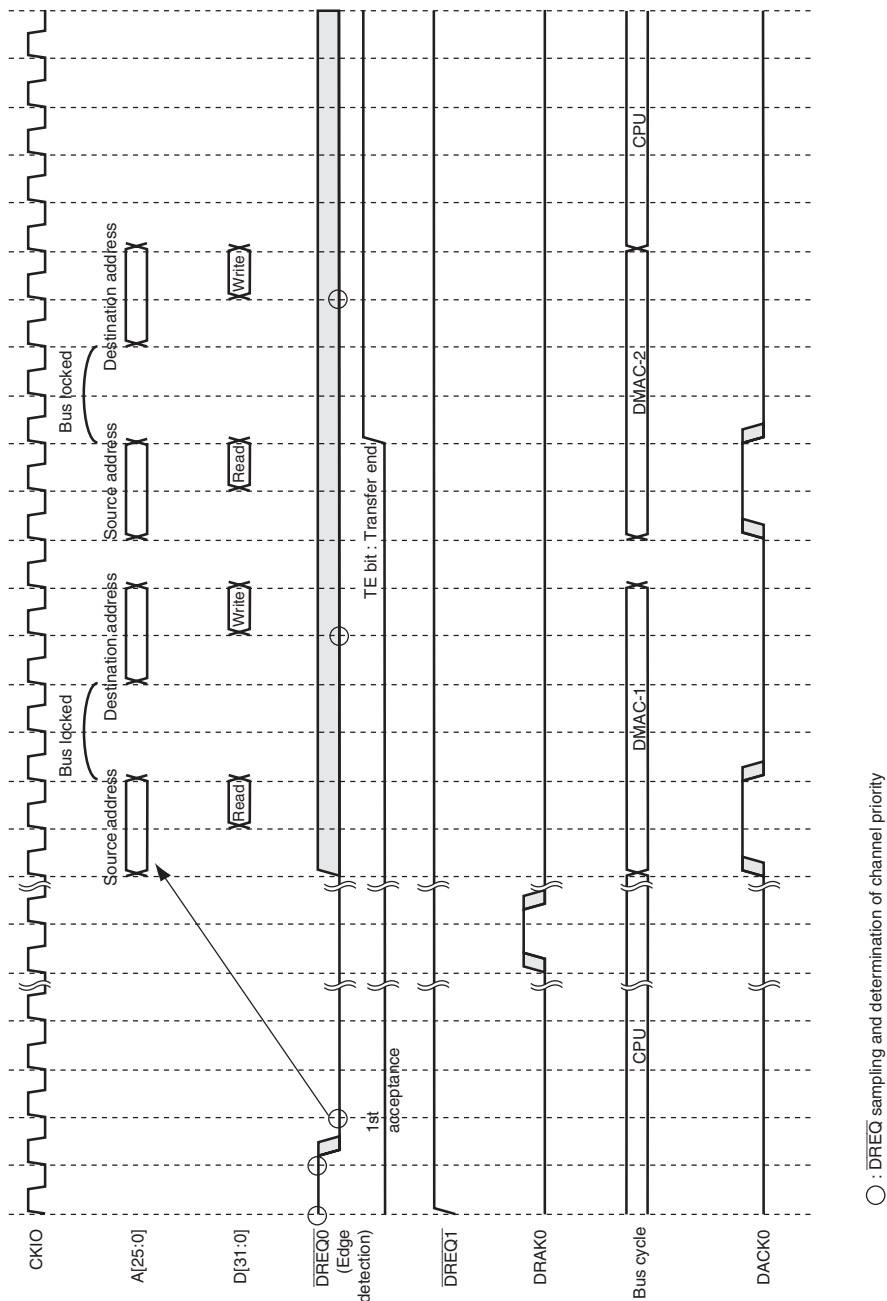 CKIO
Bus locked
Bus locked
A[25:0]
Source address
Destination address
Source address
Destination address
D[31:0]
Read
Write
Read
Write
DREQ0
(Edge
detection)
1st
acceptance
TE bit : Transfer end
DREQ1
DRAK0
Bus cycle
CPU
DMAC-1
DMAC-2
CPU
DACK0
○ : DREQ sampling and determination of channel priority